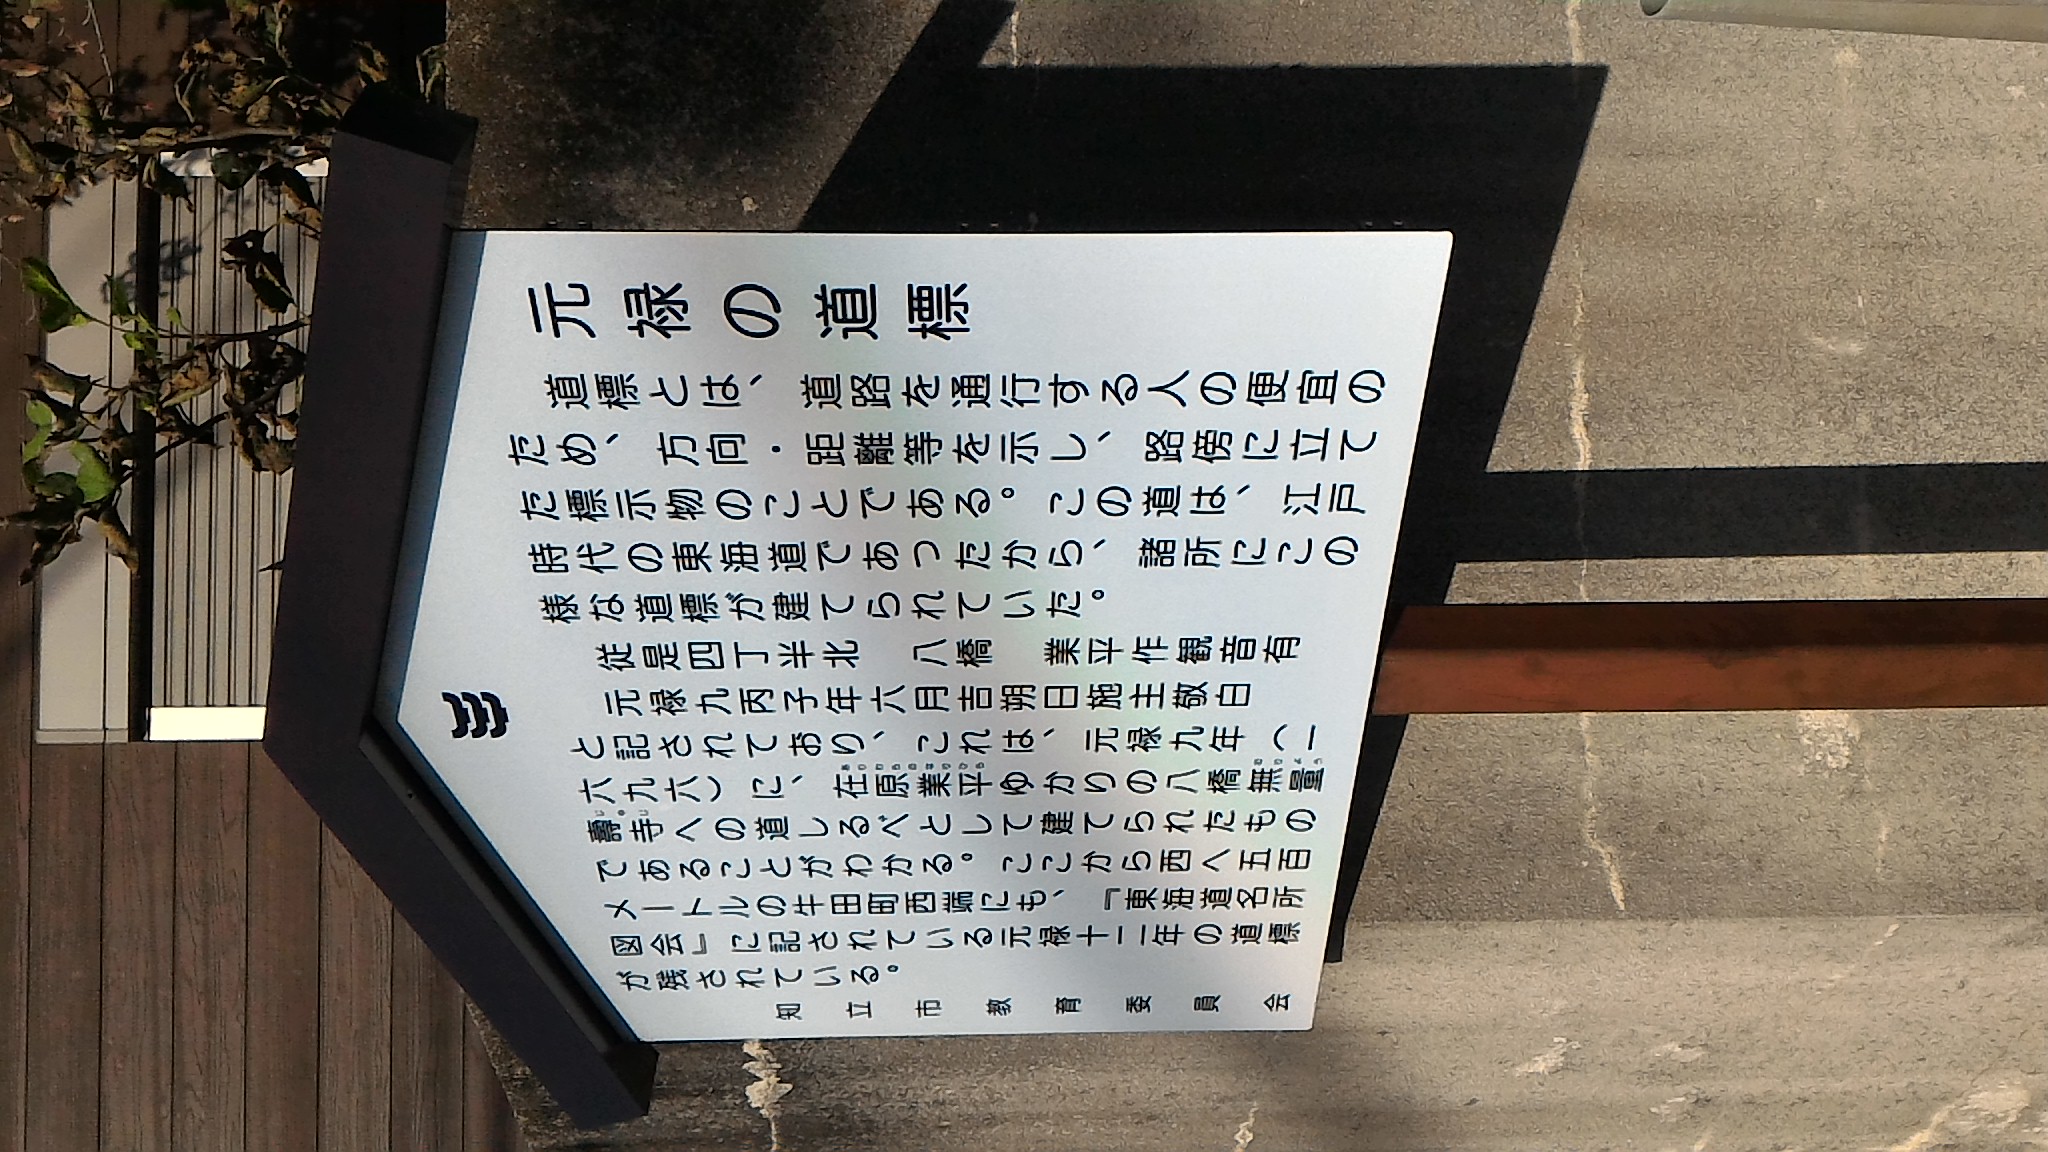 元禄の道標
道標とは、道路を通行する人の便宜の
ため、方向・距離等を示し、路傍に立て
た標示物のことである。この道は、江戸
時代の東海道であったから、諸所にこの
様な道標が建てられていた。
従是四丁半北　八橋　業平作観音有
元禄九丙子年六月吉朔日施主敬白
と記されており、これは、元禄九年（一
六九六）に、在原業平ゆかりの八橋無量
壽寺への道しるべとして建てられたもの
であることがわかる。ここから西へ五百
メートルの牛田町西端にも、『東海道名所
図会』に記されている元禄十二年の道標
が残されている。
知立市教育委員会